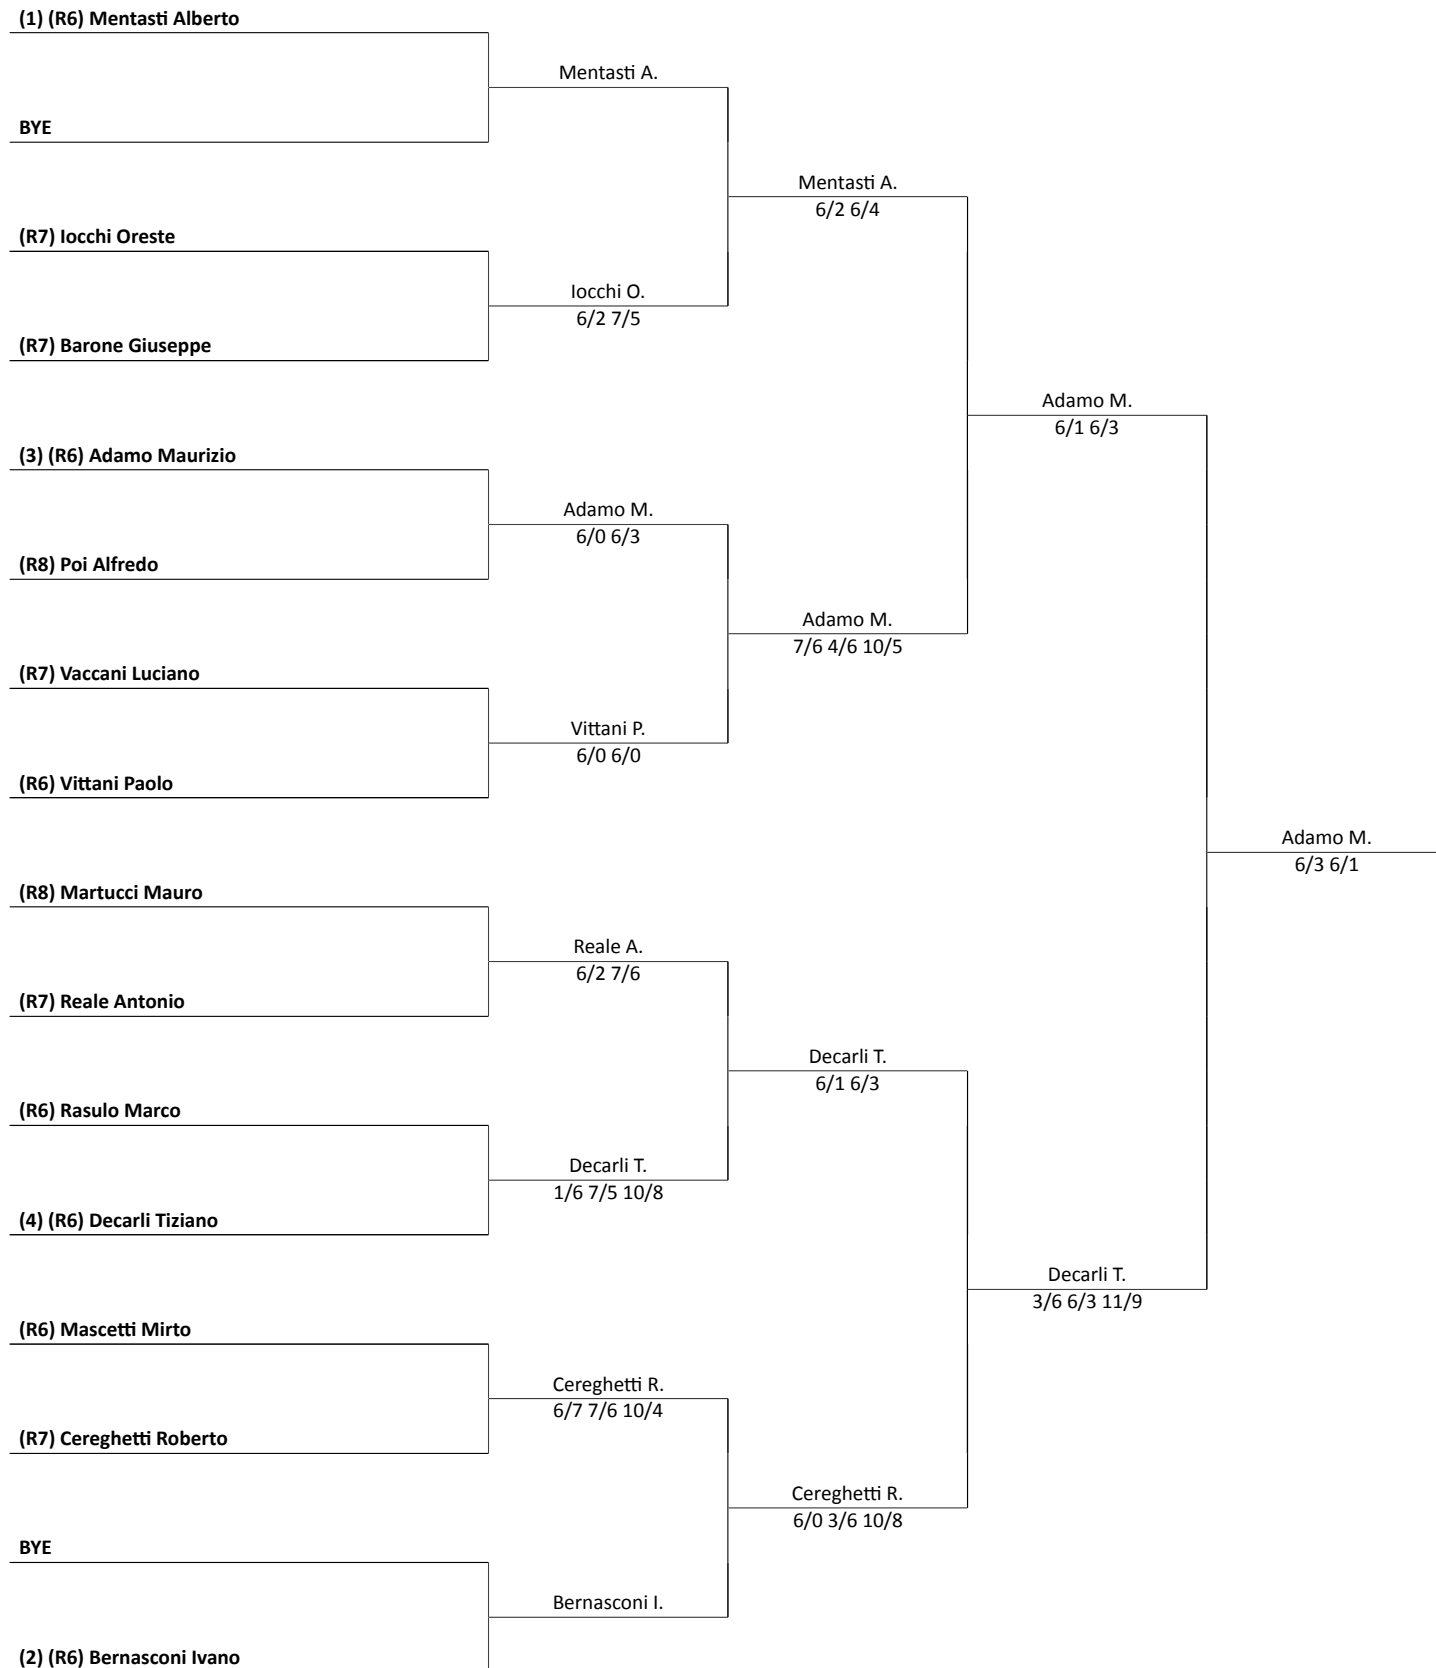 (1) (R6) Mentasti Alberto
Mentasti A.
BYE
Mentasti A.
6/2 6/4
(R7) Iocchi Oreste
Iocchi O.
6/2 7/5
(R7) Barone Giuseppe
Adamo M.
6/1 6/3
(3) (R6) Adamo Maurizio
Adamo M.
6/0 6/3
(R8) Poi Alfredo
Adamo M.
7/6 4/6 10/5
(R7) Vaccani Luciano
Vittani P.
6/0 6/0
(R6) Vittani Paolo
Adamo M.
6/3 6/1
(R8) Martucci Mauro
Reale A.
6/2 7/6
(R7) Reale Antonio
Decarli T.
6/1 6/3
(R6) Rasulo Marco
Decarli T.
1/6 7/5 10/8
(4) (R6) Decarli Tiziano
Decarli T.
3/6 6/3 11/9
(R6) Mascetti Mirto
Cereghetti R.
6/7 7/6 10/4
(R7) Cereghetti Roberto
Cereghetti R.
6/0 3/6 10/8
BYE
Bernasconi I.
(2) (R6) Bernasconi Ivano